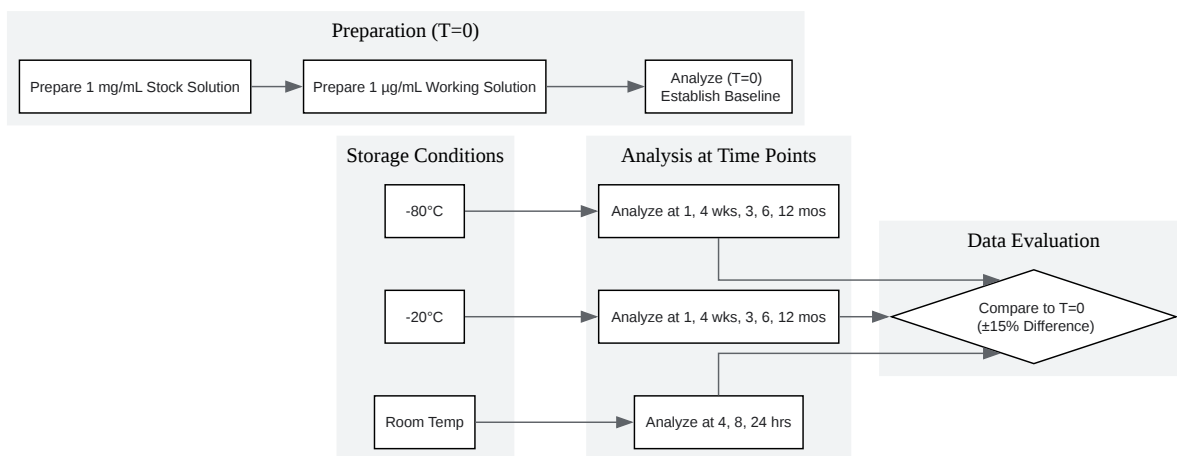 Preparation (T=0)
Prepare 1 mg/mL Stock Solution
Prepare 1 µg/mL Working Solution
Analyze (T=0)
Establish Baseline
Storage Conditions
Analysis at Time Points
-80°C
Analyze at 1, 4 wks, 3, 6, 12 mos
Data Evaluation
-20°C
Analyze at 1, 4 wks, 3, 6, 12 mos
Compare to T=0
(±15% Difference)
Room Temp
Analyze at 4, 8, 24 hrs